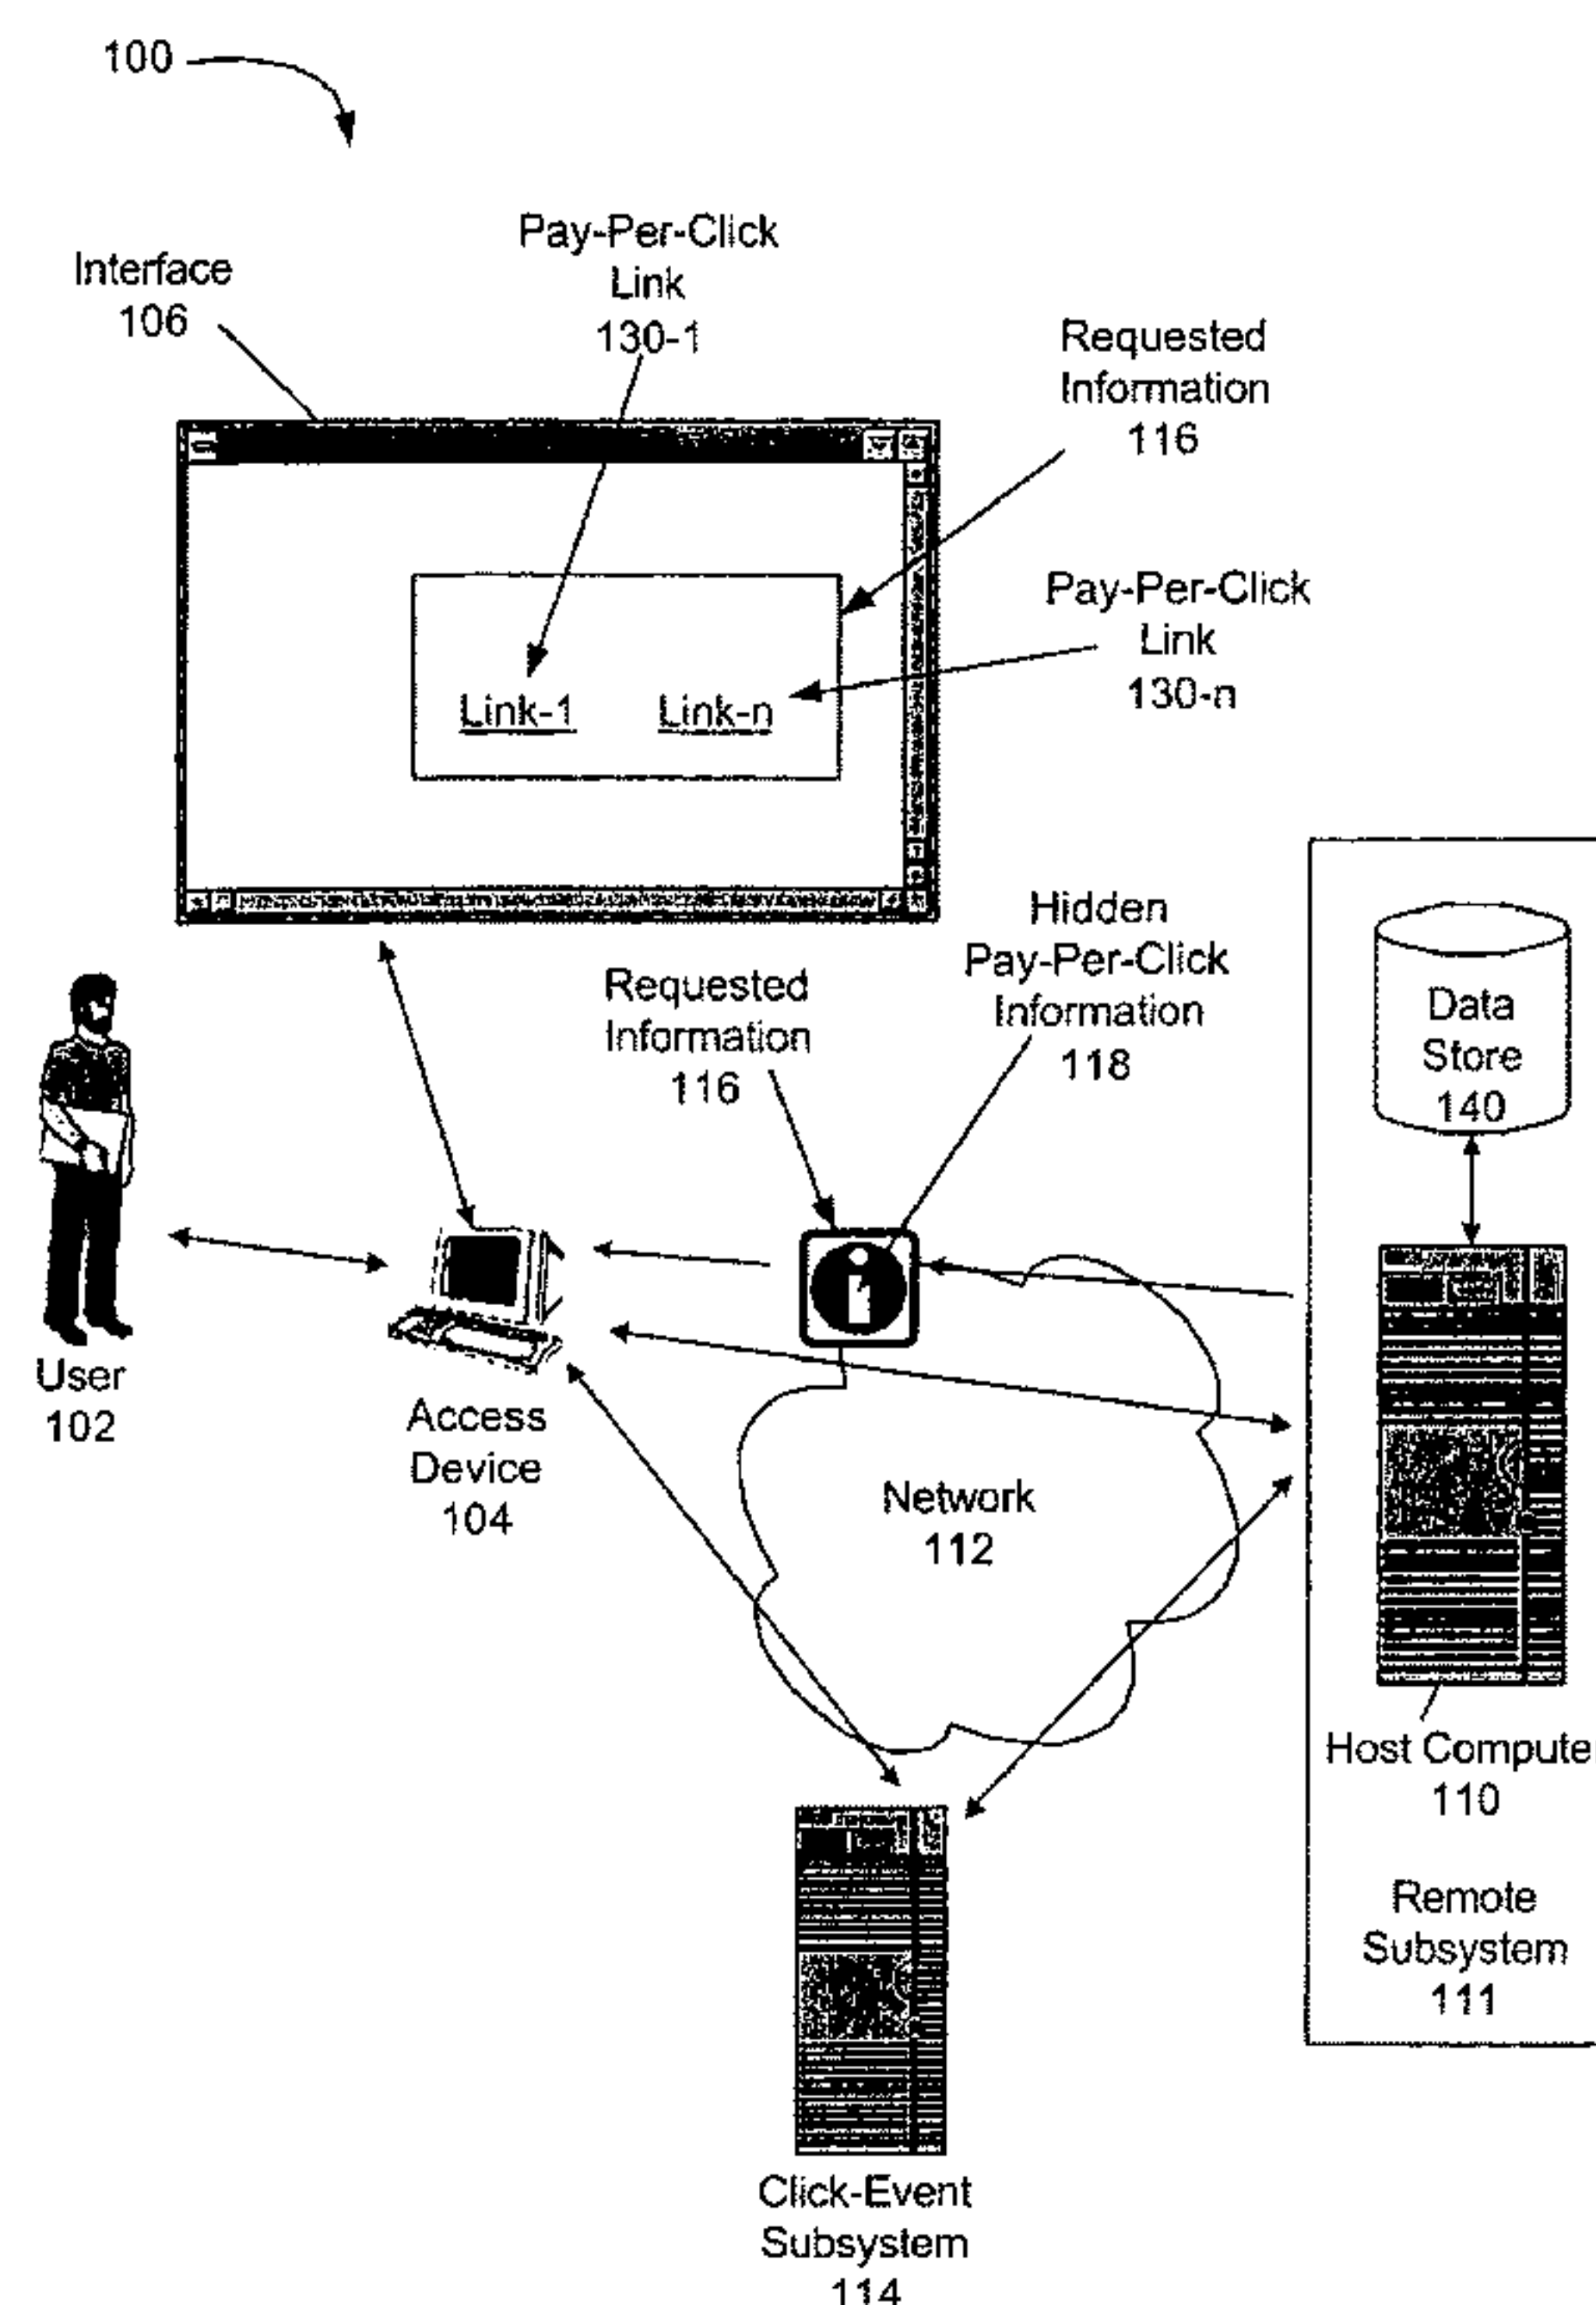 100
Interface
106
Pay-Per-Click
Link
130-1
Requested
Information
116
Pay-Per-Click
Link
130-n
Link-1
Link-n
Hidden
Pay-Per-Click
Information
118
Requested
Information
116
Data
Store
140
User
102
Access
Device
104
Network
112
Host Compute
110
Remote
Subsystem
111
Click-Event
Subsystem
114